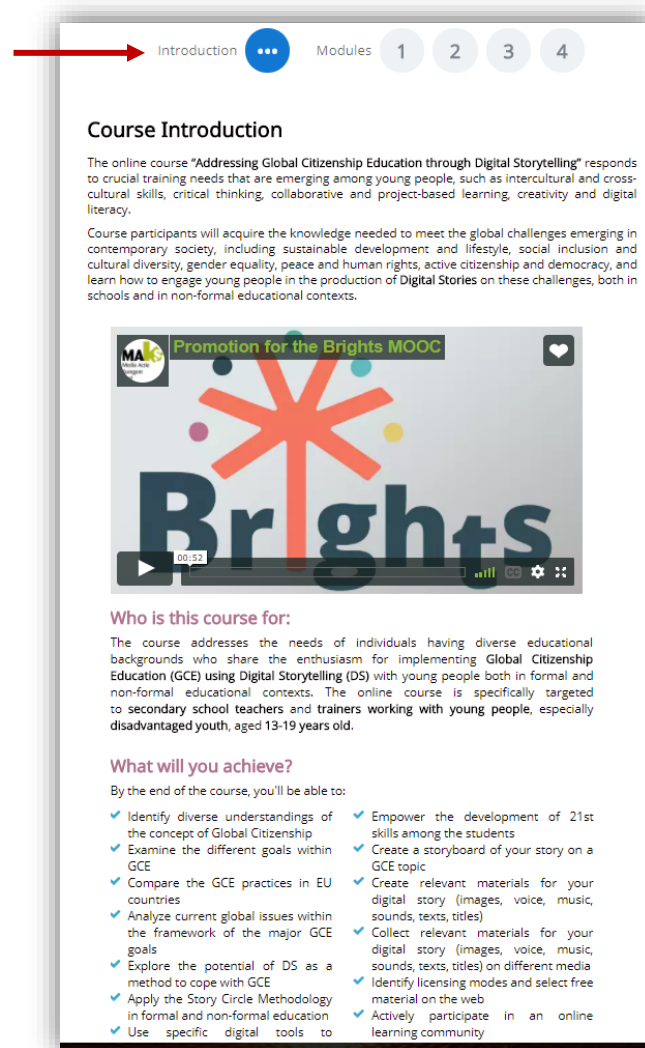 Introduction ••• Modules 1 2 3 4
Course Introduction
The online course "Addressing Global Citizenship Education through Digital Storytelling" responds
to crucial training needs that are emerging among young people, such as intercultural and cross-
cultural skills, critical thinking, collaborative and project-based learning, creativity and digital
literacy.
Course participants will acquire the knowledge needed to meet the global challenges emerging in
contemporary society, including sustainable development and lifestyle, social inclusion and
cultural diversity, gender equality, peace and human rights, active citizenship and democracy, and
learn how to engage young people in the production of Digital Stories on these challenges, both in
schools and in non-formal educational contexts.
MAks
Media Actie
Promotion for the Brights MOOC
Brights
00:52
CC
Who is this course for:
The course addresses the needs of individuals having diverse educational
backgrounds who share the enthusiasm for implementing Global Citizenship
Education (GCE) using Digital Storytelling (DS) with young people both in formal and
non-formal educational contexts. The online course is specifically targeted
to secondary school teachers and trainers working with young people, especially
disadvantaged youth, aged 13-19 years old.
What will you achieve?
By the end of the course, you'll be able to:
Identify diverse understandings of
the concept of Global Citizenship
Examine the different goals within
GCE
Compare the GCE practices in EU
countries
Analyze current global issues within
the framework of the major GCE
goals
Explore the potential of DS as a
method to cope with GCE
Apply the Story Circle Methodology
in formal and non-formal education
Use specific digital tools to
Empower the development of 21st
skills among the students
Create a storyboard of your story on a
GCE topic
Create relevant materials for your
digital story (images, voice, music,
sounds, texts, titles)
Collect relevant materials for your
digital story (images, voice, music,
sounds, texts, titles) on different media
Identify licensing modes and select free
material on the web
Actively participate in an online
learning community